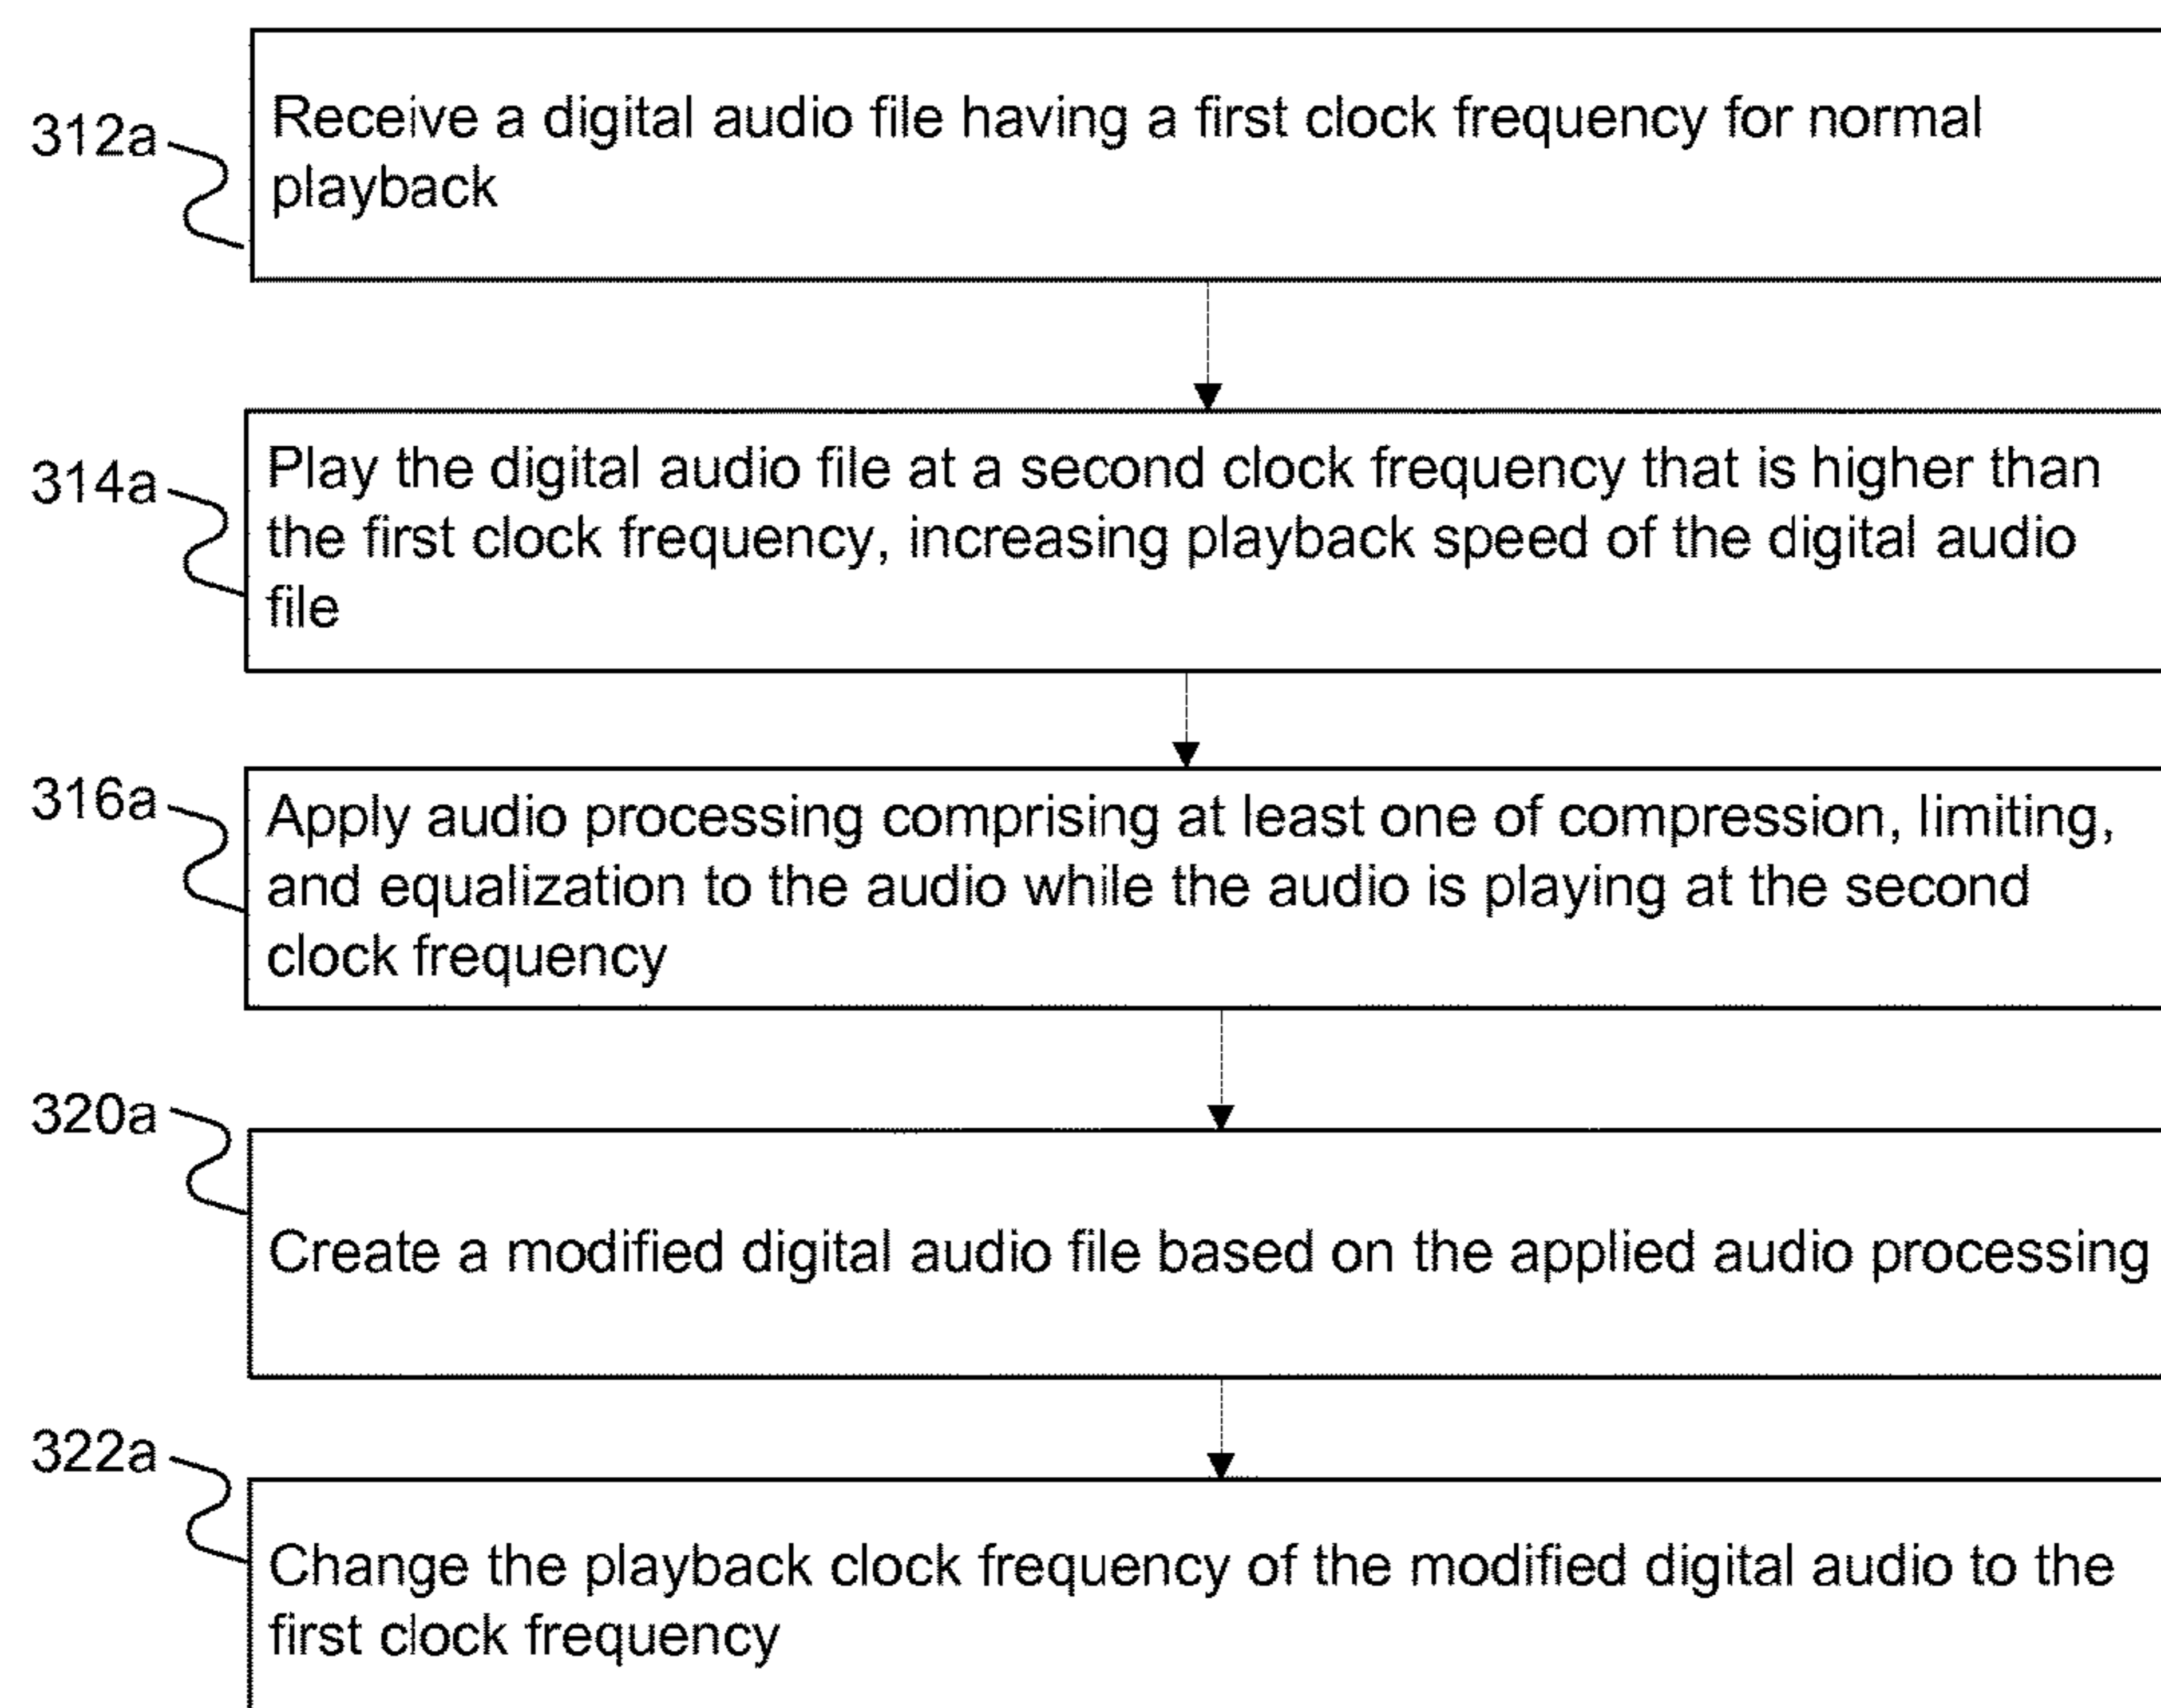 312a
Receive a digital audio file having a first clock frequency for normal
playback
314a
Play the digital audio file at a second clock frequency that is higher than
the first clock frequency, increasing playback speed of the digital audio
file
316a
Apply audio processing comprising at least one of compression, limiting,
and equalization to the audio while the audio is playing at the second
clock frequency
320a
Create a modified digital audio file based on the applied audio processing
322a
Change the playback clock frequency of the modified digital audio to the
first clock frequency